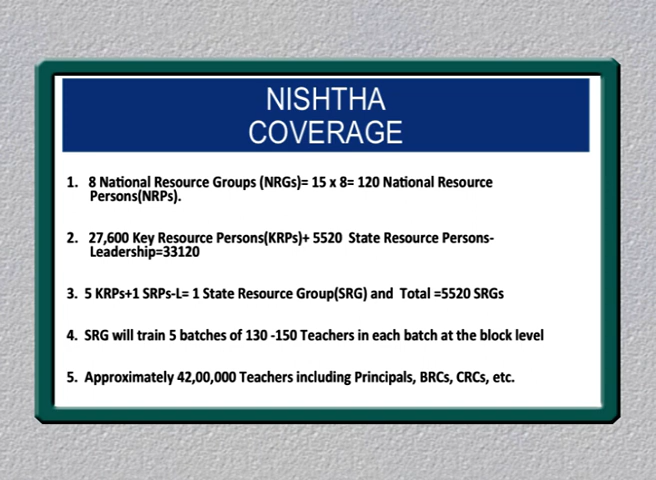 NISHTHA
COVERAGE
1. 8 National Resource Groups (NRGs)= 15 x 8= 120 National Resource
Persons(NRPs).
2. 27,600 Key Resource Persons(KRPs)+ 5520 State Resource Persons-
Leadership=33120
3. 5 KRPs+1 SRPs-L= 1 State Resource Group(SRG) and Total =5520 SRGs
4. SRG will train 5 batches of 130 -150 Teachers in each batch at the block level
5. Approximately 42,00,000 Teachers including Principals, BRCs, CRCs, etc.